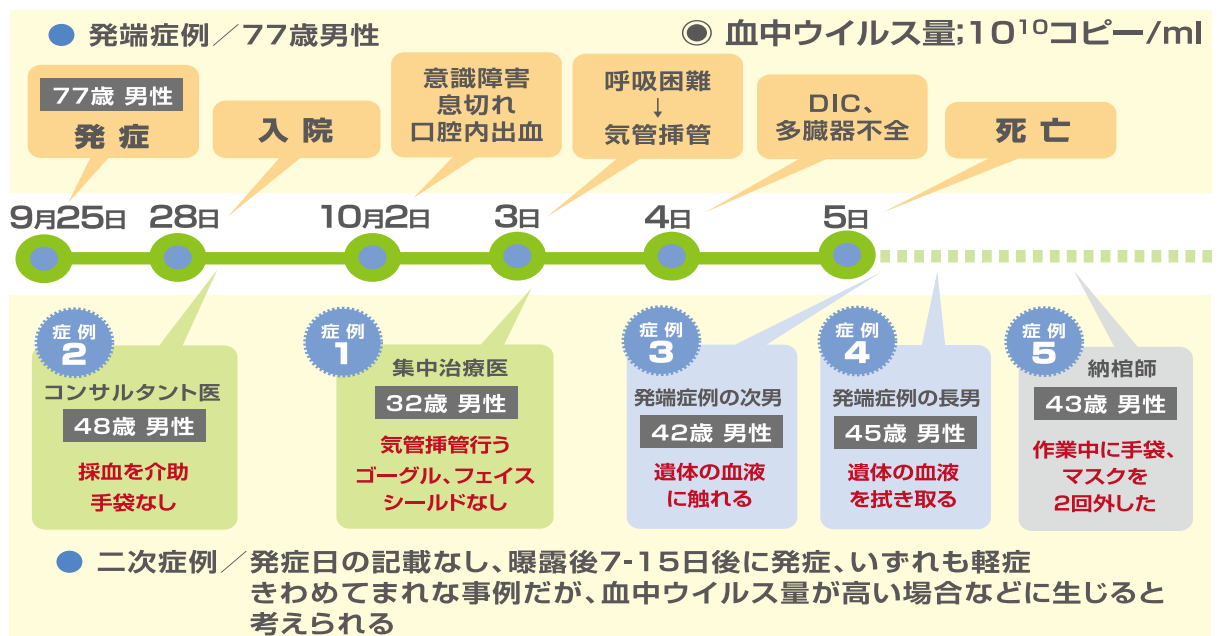 ● 発端症例／77歳男性
◉ 血中ウイルス量;10¹⁰コピー/ml
77歳 男性
発 症
入 院
意識障害
息切れ
口腔内出血
呼吸困難
↓
気管挿管
DIC、
多臓器不全
死 亡
9月25日
28日
10月2日
3日
4日
5日
症 例
2
コンサルタント医
48歳 男性
採血を介助
手袋なし
症 例
1
集中治療医
32歳 男性
気管挿管行う
ゴーグル、フェイス
シールドなし
症 例
3
発端症例の次男
42歳 男性
遺体の血液
に触れる
症 例
4
発端症例の長男
45歳 男性
遺体の血液
を拭き取る
症 例
5
納棺師
43歳 男性
作業中に手袋、
マスクを
2回外した
● 二次症例／発症日の記載なし、曝露後7-15日後に発症、いずれも軽症
きわめてまれな事例だが、血中ウイルス量が高い場合などに生じると
考えられる